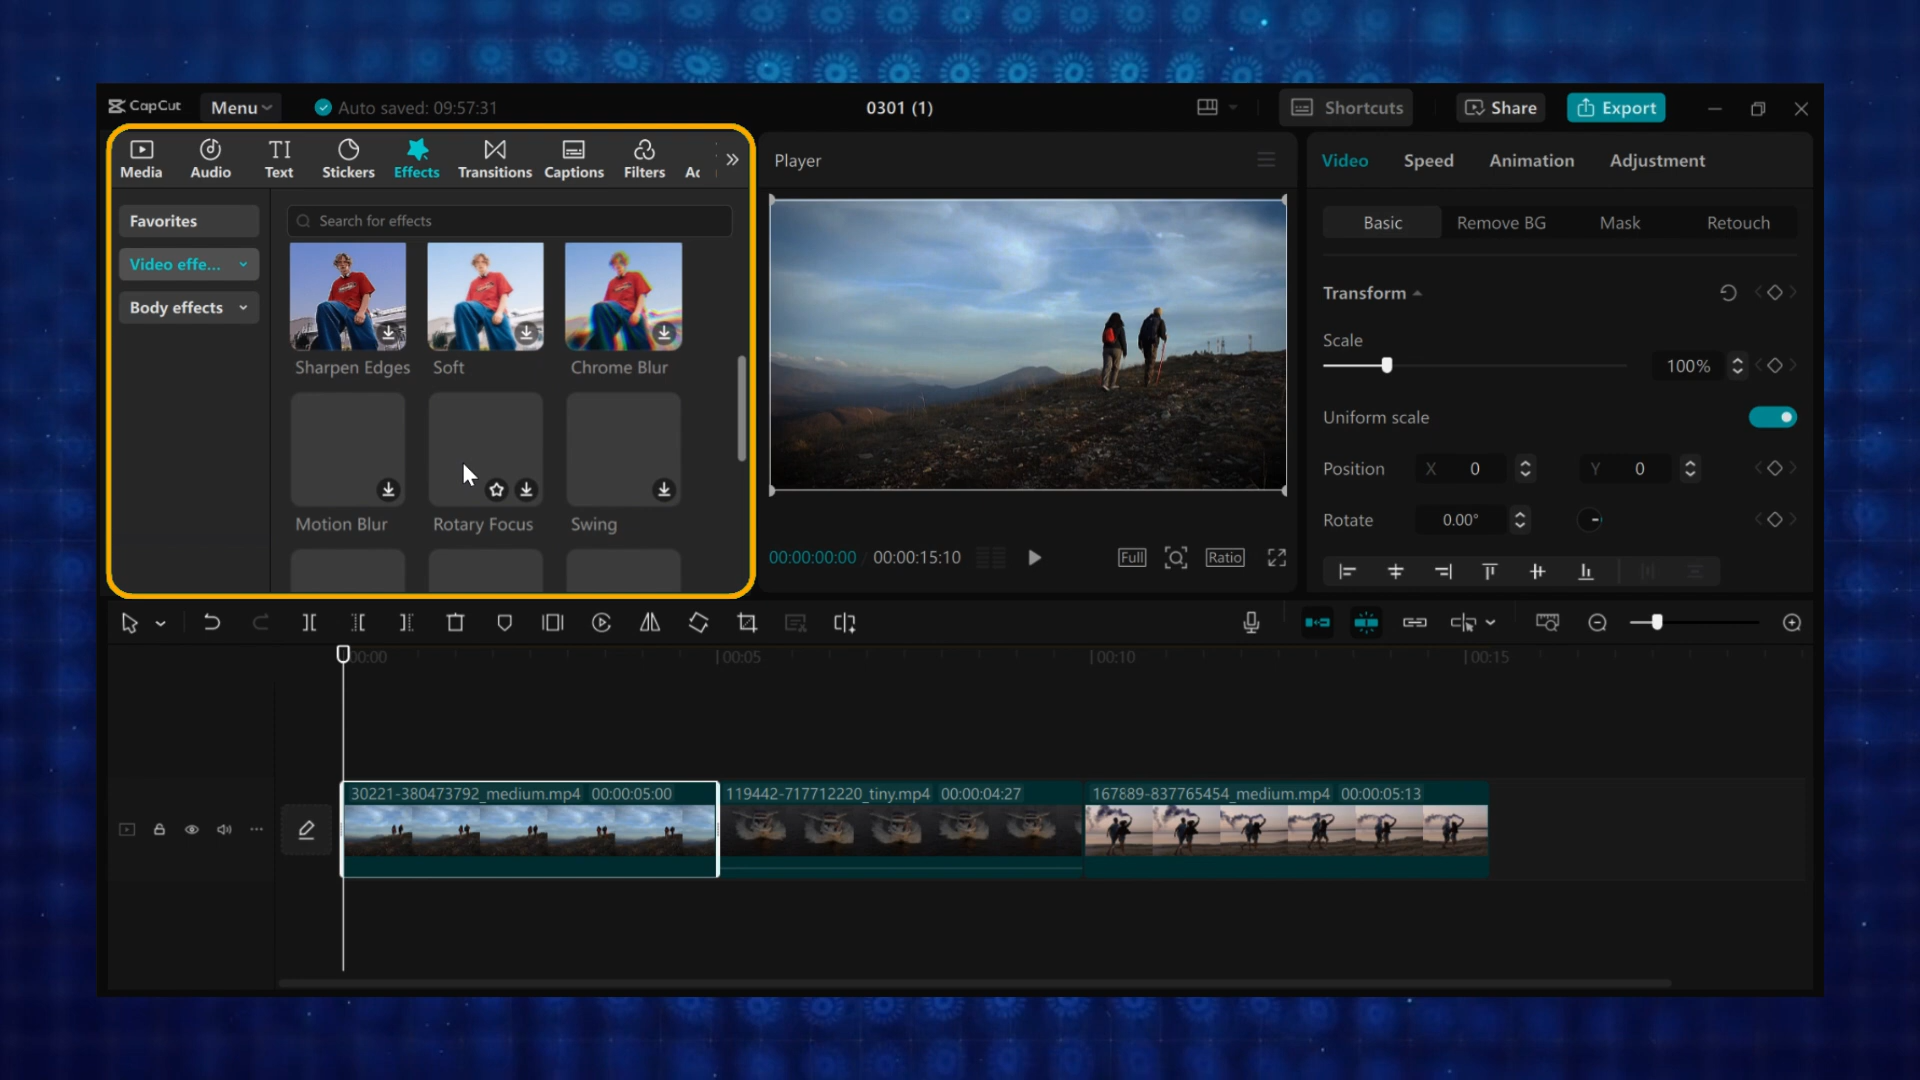 CapCut
Menu
Auto saved: 09:57:31
0301 (1)
Shortcuts
Share
Export
Media
Audio
TI
Text
Stickers
Effects
Transitions
Captions
Filters
Ac
Favorites
Video effe...
Body effects
Search for effects
Sharpen Edges
Soft
Chrome Blur
Motion Blur
Rotary Focus
Swing
Player
00:00:00:00
00:00:15:10
Full
Ratio
Video
Speed
Animation
Adjustment
Basic
Remove BG
Mask
Retouch
Transform
Scale
100%
Uniform scale
Position
X 0
Y 0
Rotate
0.00°
00:00
00:05
00:10
00:15
30221-380473792_medium.mp4 00:00:05:00
119442-717712220_tiny.mp4 00:00:04:27
167889-837765454_medium.mp4 00:00:05:13